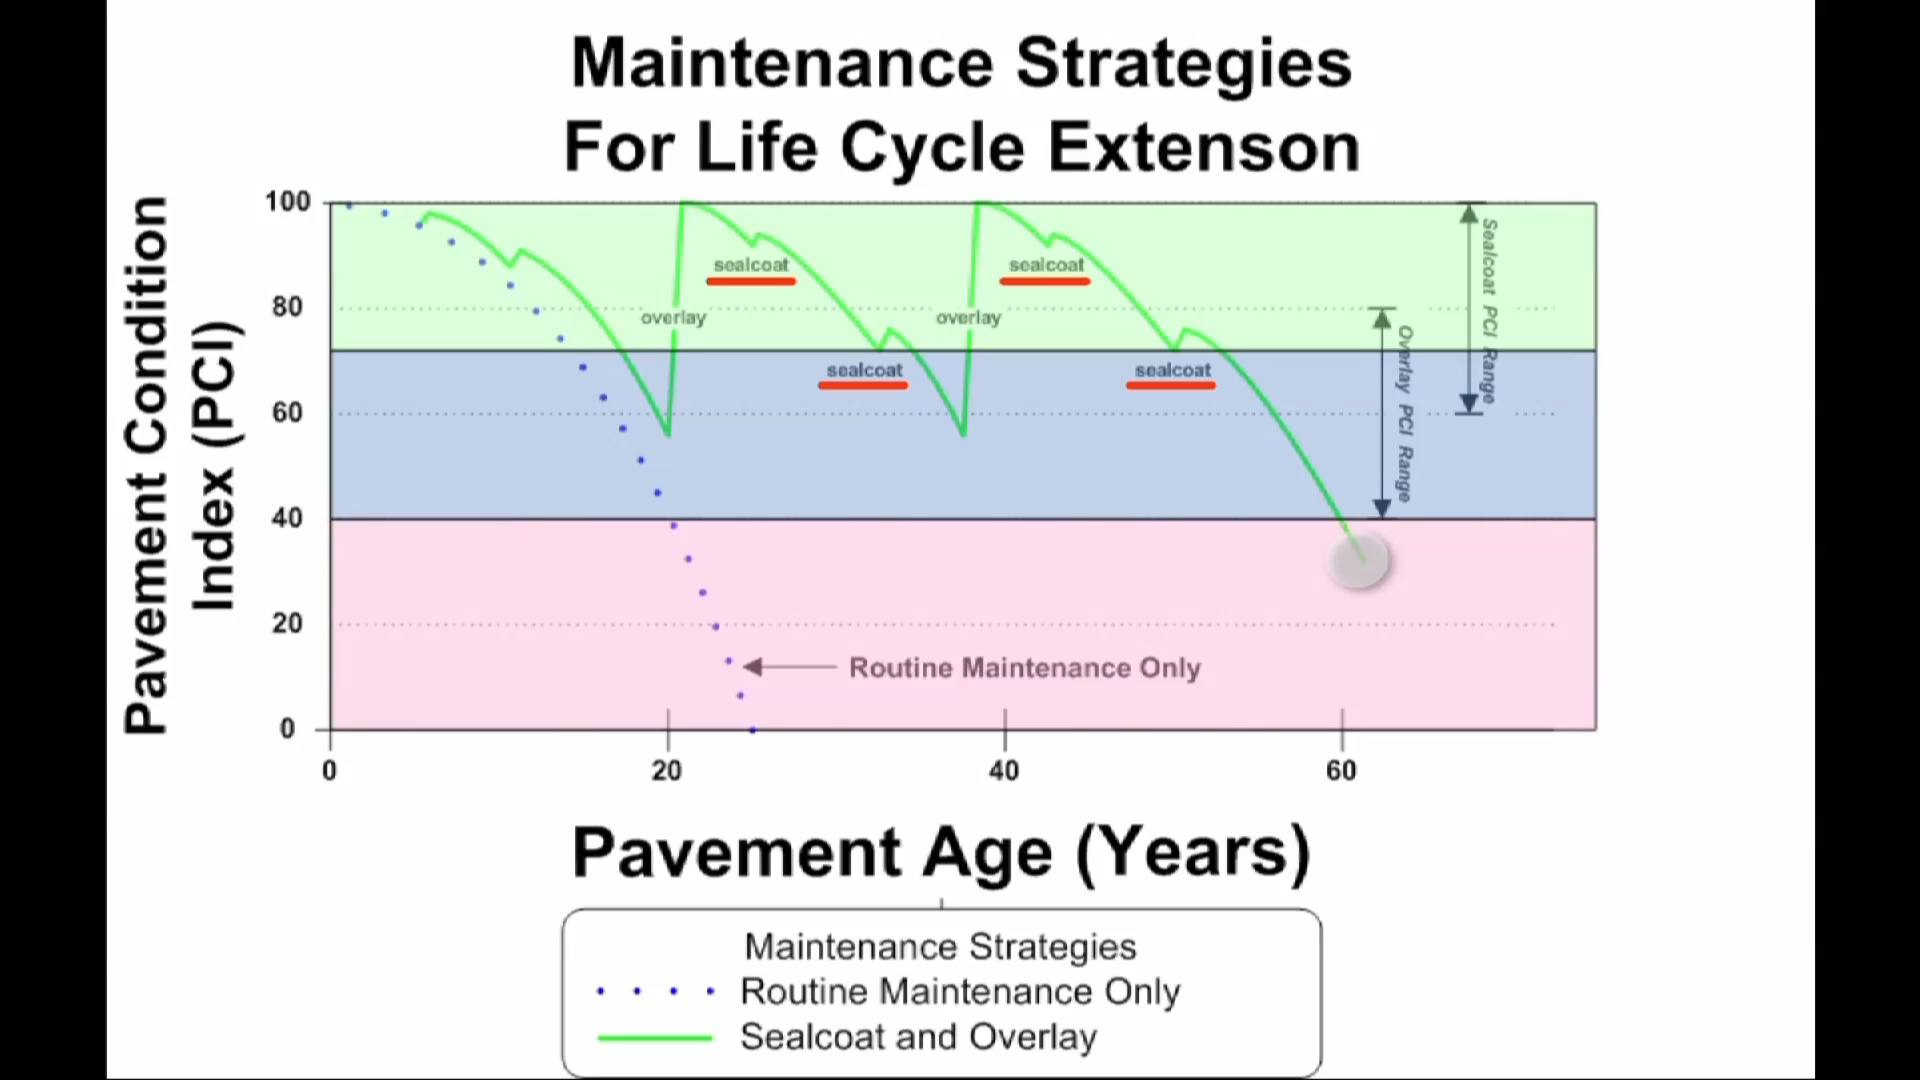 Maintenance Strategies
For Life Cycle Extenson
Pavement Condition
Index (PCI)
100
80
60
40
20
0
sealcoat
sealcoat
overlay
overlay
sealcoat
sealcoat
Sealcoat PCI Range
Overlay PCI Range
Routine Maintenance Only
0
20
40
60
Pavement Age (Years)
Maintenance Strategies
Routine Maintenance Only
Sealcoat and Overlay